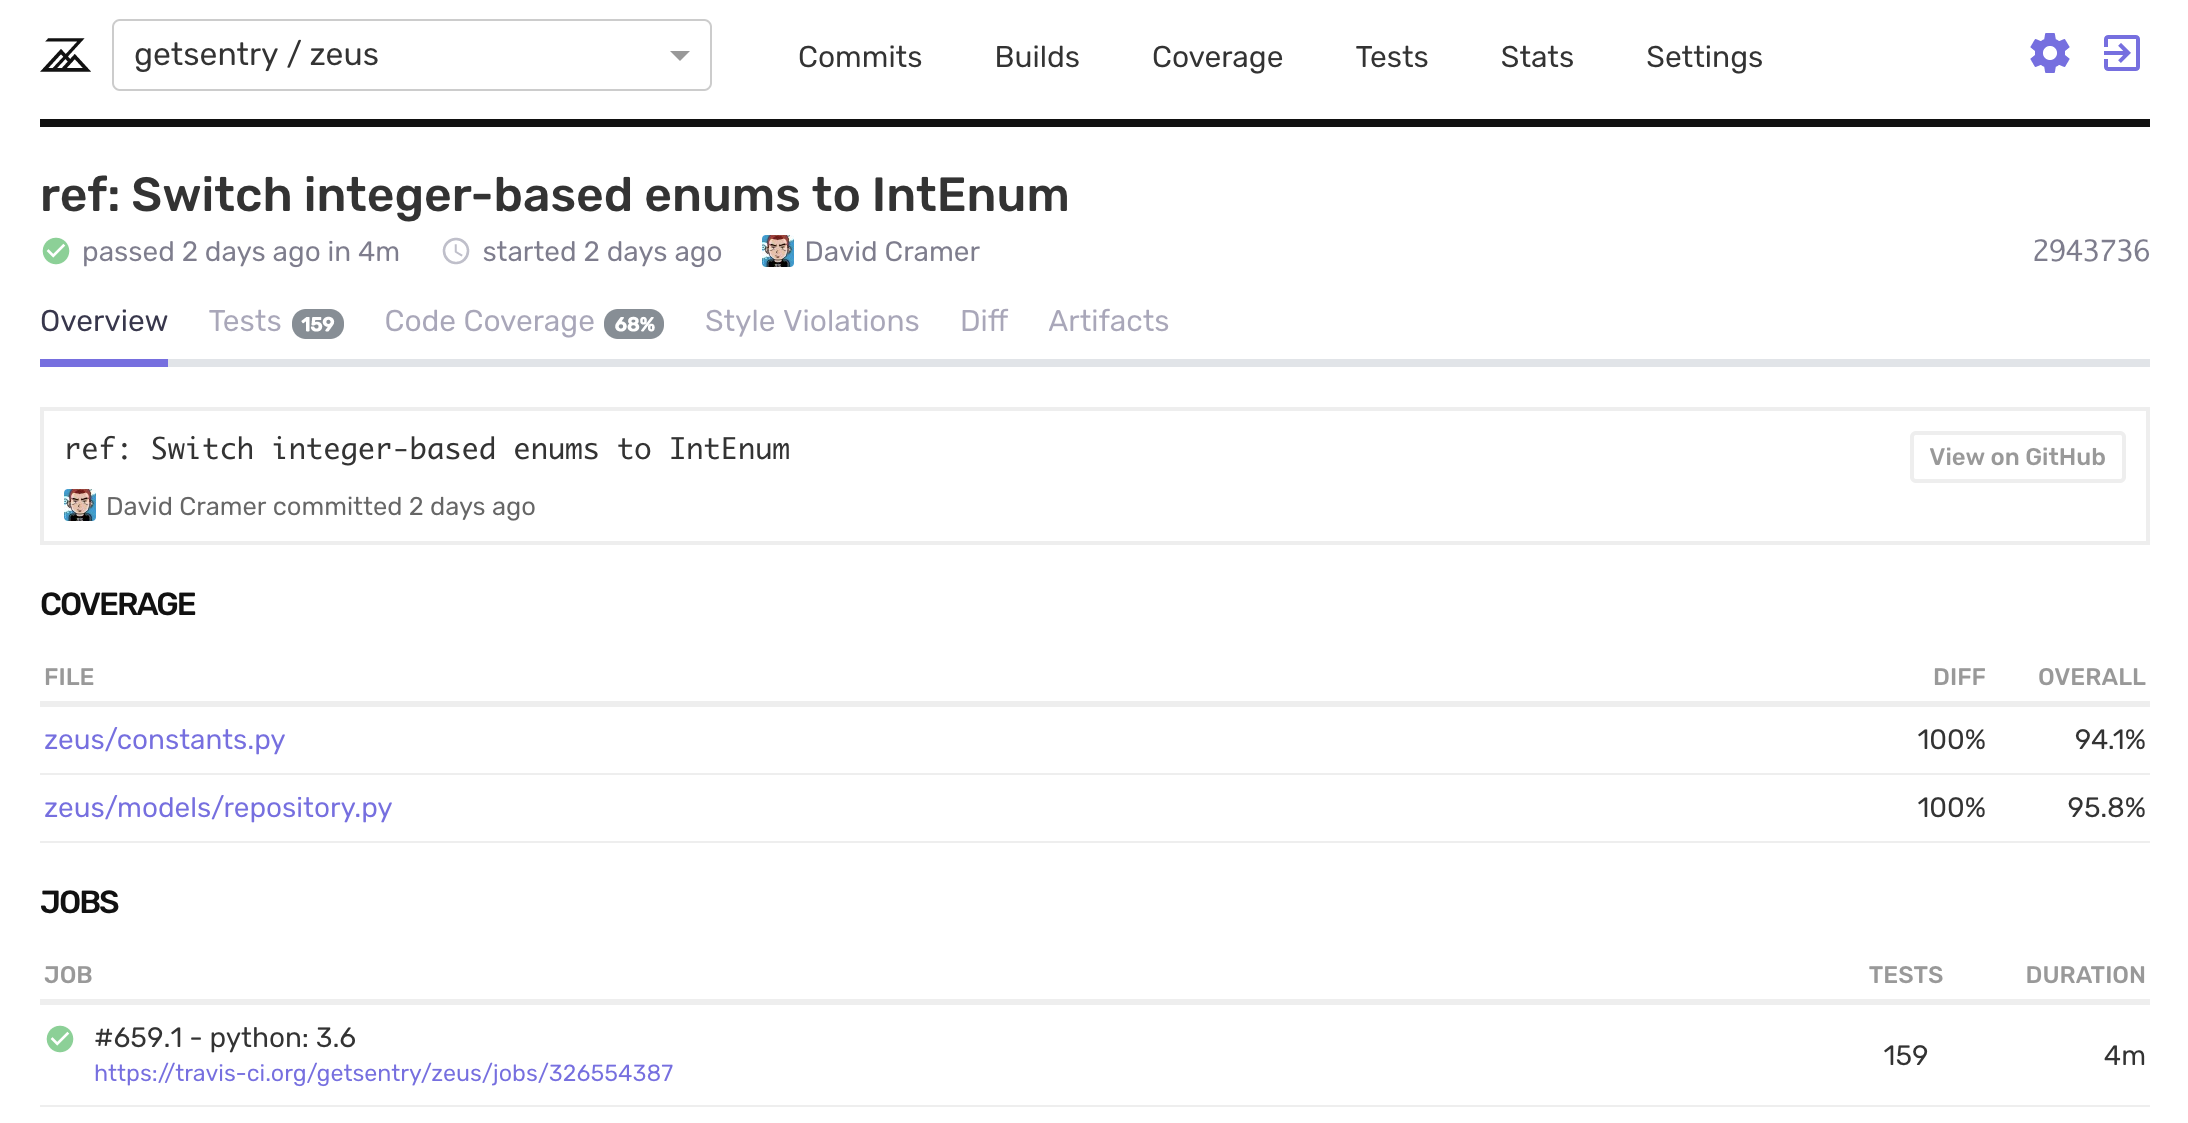 getsentry / zeus
Commits Builds Coverage Tests Stats Settings
ref: Switch integer-based enums to IntEnum
passed 2 days ago in 4m started 2 days ago David Cramer 2943736
Overview Tests 159 Code Coverage 68% Style Violations Diff Artifacts
ref: Switch integer-based enums to IntEnum
View on GitHub
David Cramer committed 2 days ago
COVERAGE
FILE DIFF OVERALL
zeus/constants.py 100% 94.1%
zeus/models/repository.py 100% 95.8%
JOBS
JOB TESTS DURATION
#659.1 - python: 3.6
https://travis-ci.org/getsentry/zeus/jobs/326554387
159 4m